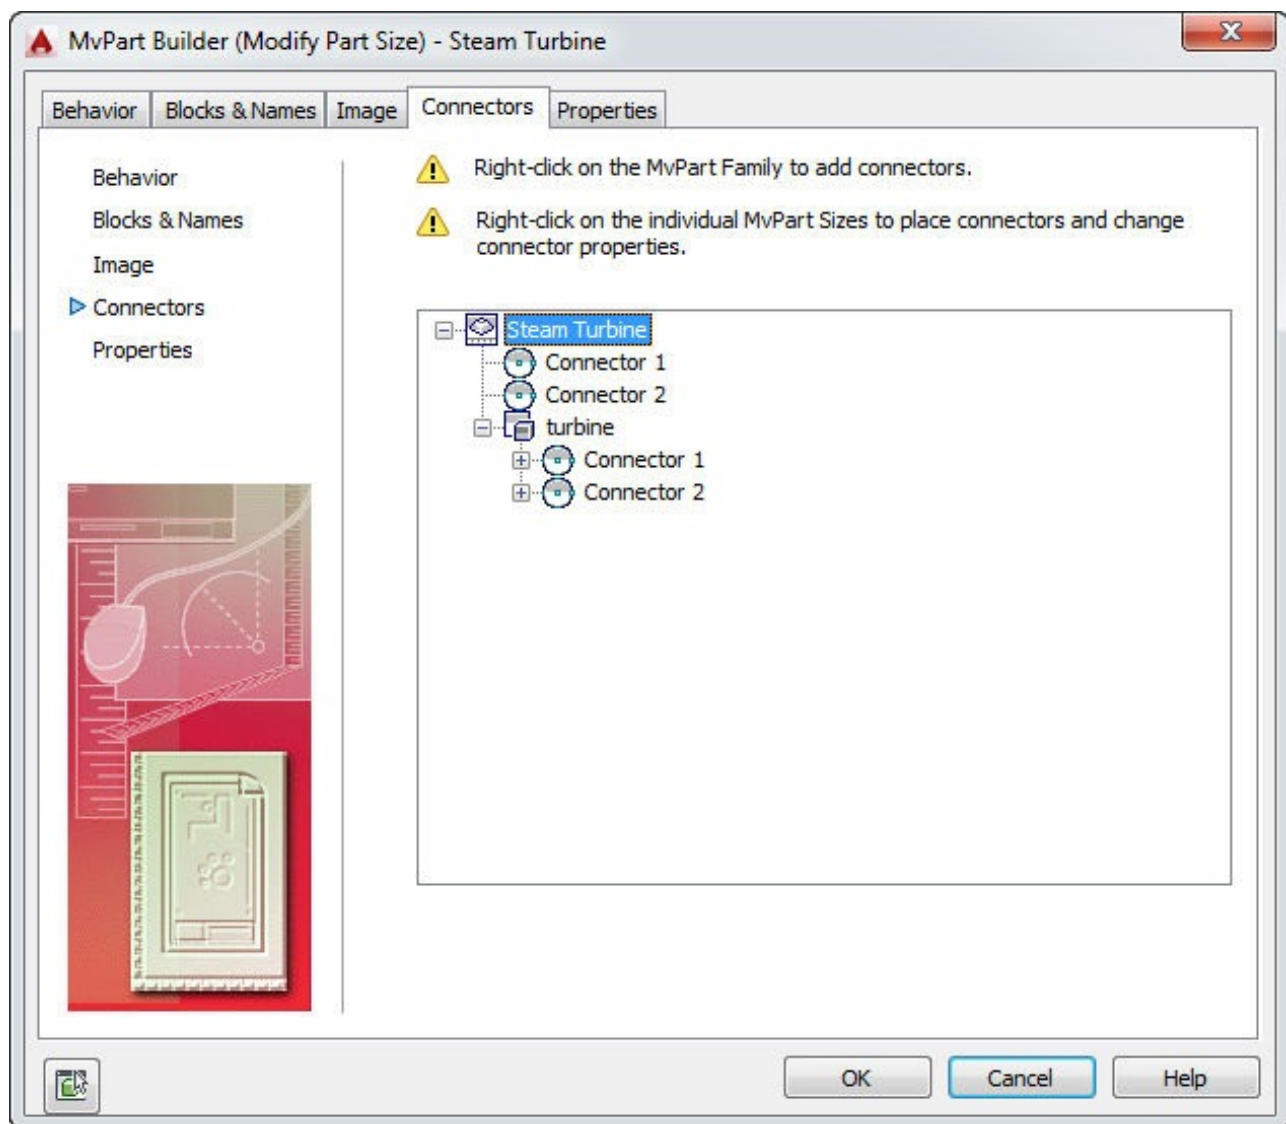 MvPart Builder (Modify Part Size) - Steam Turbine
Behavior Blocks & Names Image Connectors Properties
Behavior
Blocks & Names
Image
Connectors
Properties
Right-click on the MvPart Family to add connectors.
Right-click on the individual MvPart Sizes to place connectors and change
connector properties.
Steam Turbine
Connector 1
Connector 2
turbine
Connector 1
Connector 2
OK Cancel Help